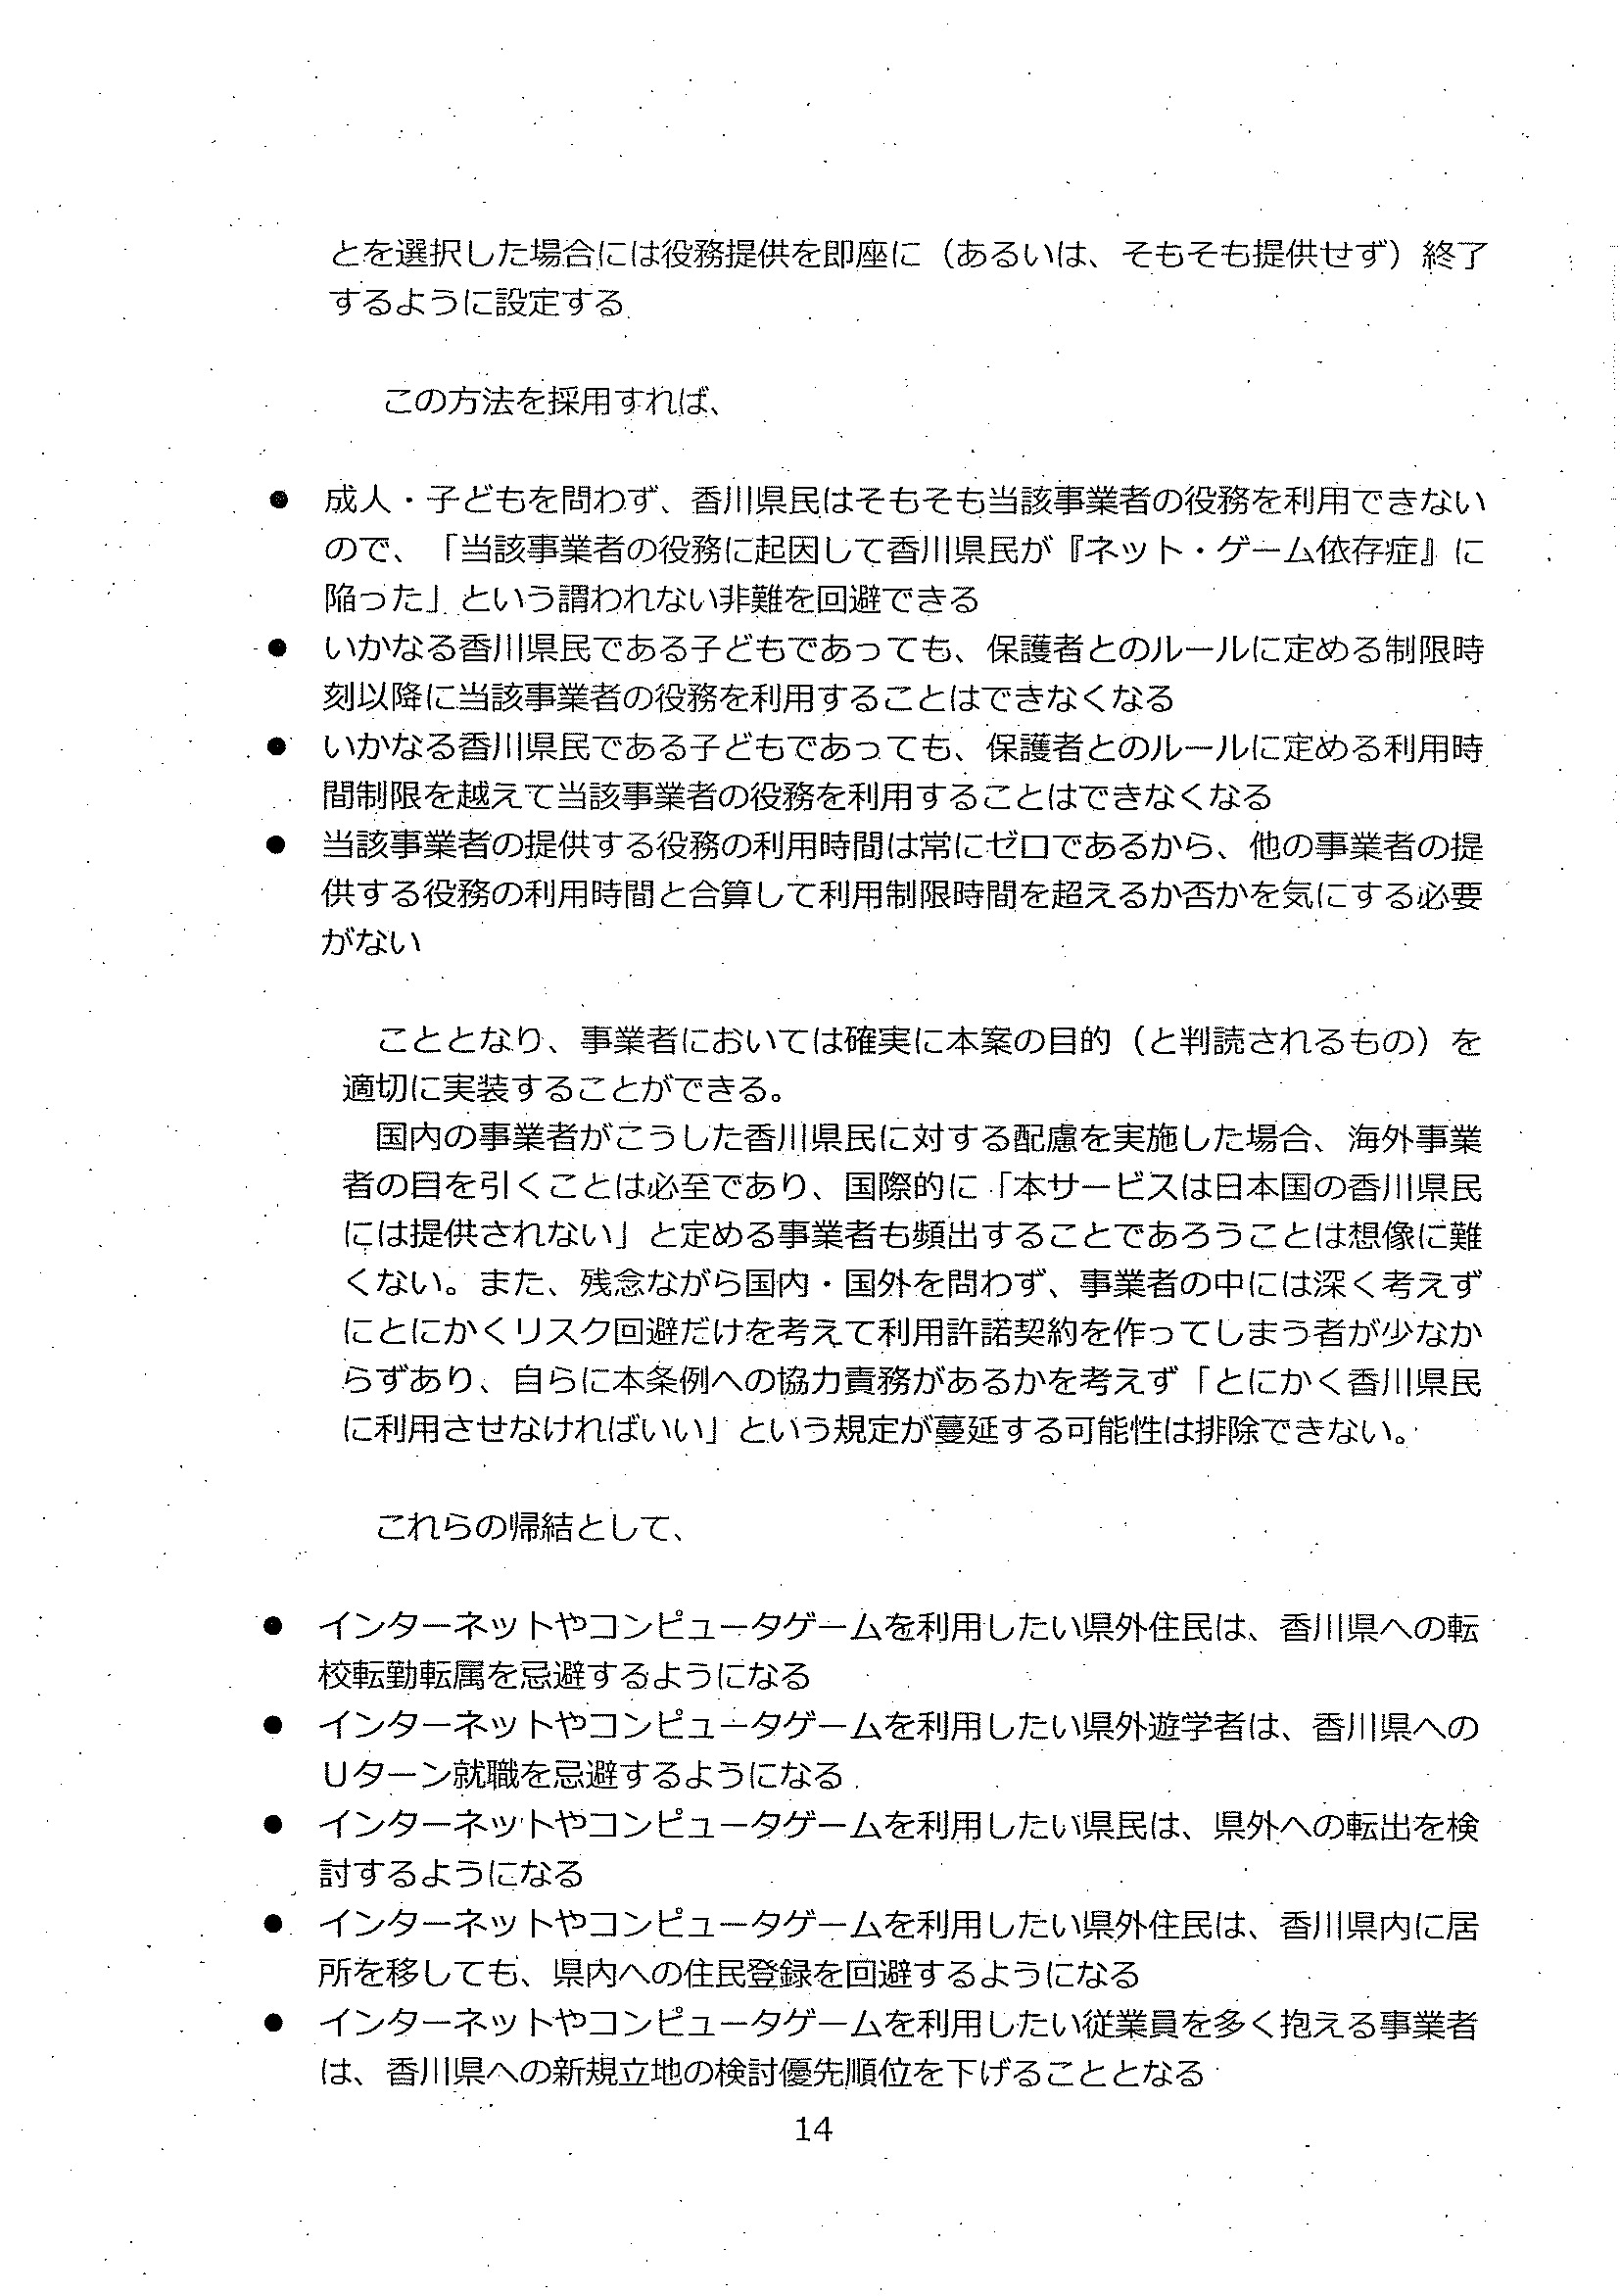 とを選択した場合には役務提供を即座に（あるいは、そもそも提供せず）終了
するように設定する
この方法を採用すれば、
● 成人・子どもを問わず、香川県民はそもそも当該事業者の役務を利用できない
ので、「当該事業者の役務に起因して香川県民が『ネット・ゲーム依存症』に
陥った」という謂われない非難を回避できる
● いかなる香川県民である子どもであっても、保護者とのルールに定める制限時
刻以降に当該事業者の役務を利用することはできなくなる
● いかなる香川県民である子どもであっても、保護者とのルールに定める利用時
間制限を越えて当該事業者の役務を利用することはできなくなる
● 当該事業者の提供する役務の利用時間は常にゼロであるから、他の事業者の提
供する役務の利用時間と合算して利用制限時間を超えるか否かを気にする必要
がない
こととなり、事業者においては確実に本案の目的（と判読されるもの）を
適切に実装することができる。
国内の事業者がこうした香川県民に対する配慮を実施した場合、海外事業
者の目を引くことは必至であり、国際的に「本サービスは日本国の香川県民
には提供されない」と定める事業者も頻出することであろうことは想像に難
くない。また、残念ながら国内・国外を問わず、事業者の中には深く考えず
にとにかくリスク回避だけを考えて利用許諾契約を作ってしまう者が少なか
らずあり、自らに本条例への協力責務があるかを考えず「とにかく香川県民
に利用させなければいい」という規定が蔓延する可能性は排除できない。
これらの帰結として、
● インターネットやコンピュータゲームを利用したい県外住民は、香川県への転
校転勤転属を忌避するようになる
● インターネットやコンピュータゲームを利用したい県外遊学者は、香川県への
Uターン就職を忌避するようになる
● インターネットやコンピュータゲームを利用したい県民は、県外への転出を検
討するようになる
● インターネットやコンピュータゲームを利用したい県外住民は、香川県内に居
所を移しても、県内への住民登録を回避するようになる
● インターネットやコンピュータゲームを利用したい従業員を多く抱える事業者
は、香川県への新規立地の検討優先順位を下げることとなる
14